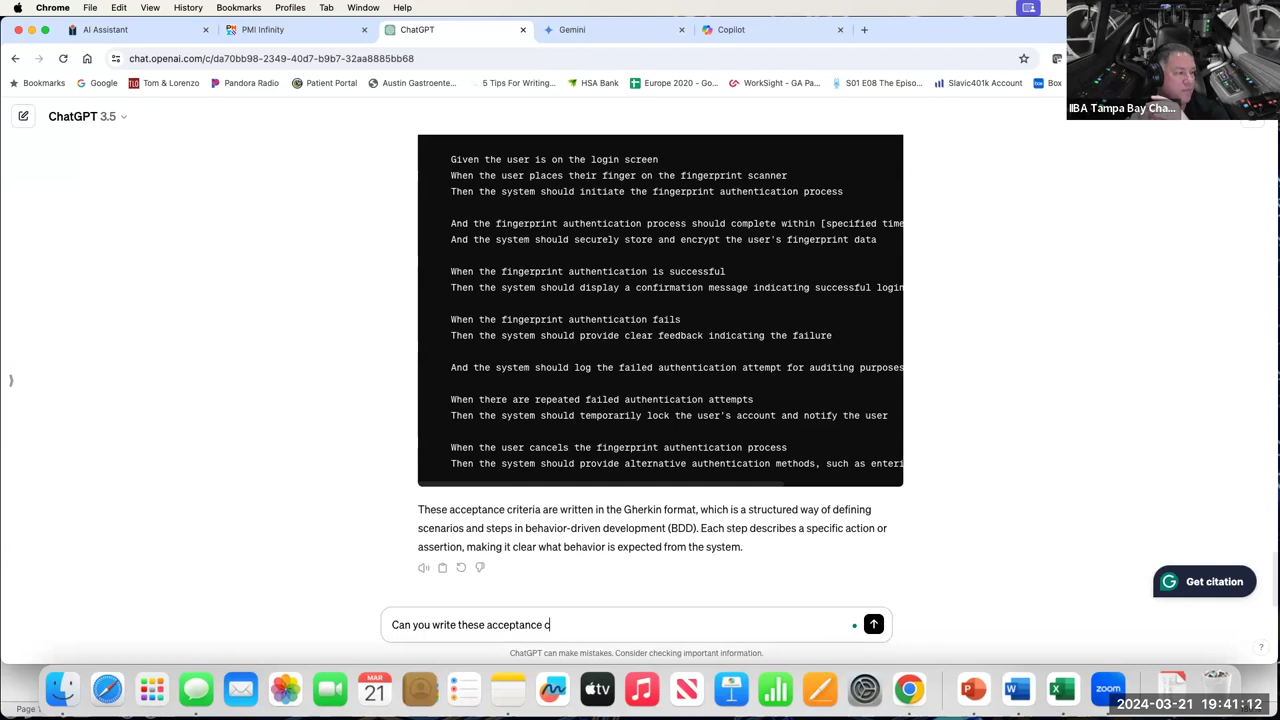 Chrome File Edit View History Bookmarks Profiles Tab Window Help
AI Assistant
PMI Infinity
ChatGPT
Gemini
Copilot
chat.openai.com/c/da70bb98-2349-40d7-b9b7-32aa8885bb68
Bookmarks
Google
Tom & Lorenzo
Pandora Radio
Patient Portal
Austin Gastroente...
5 Tips For Writing...
HSA Bank
Europe 2020 - Go...
WorkSight - GA Pa...
S01 E08 The Episo...
Slavic401k Account
Box
IIBA Tampa Bay Cha...
ChatGPT 3.5
Given the user is on the login screen
When the user places their finger on the fingerprint scanner
Then the system should initiate the fingerprint authentication process
And the fingerprint authentication process should complete within [specified time
And the system should securely store and encrypt the user's fingerprint data
When the fingerprint authentication is successful
Then the system should display a confirmation message indicating successful login
When the fingerprint authentication fails
Then the system should provide clear feedback indicating the failure
And the system should log the failed authentication attempt for auditing purposes
When there are repeated failed authentication attempts
Then the system should temporarily lock the user's account and notify the user
When the user cancels the fingerprint authentication process
Then the system should provide alternative authentication methods, such as enteri
These acceptance criteria are written in the Gherkin format, which is a structured way of defining
scenarios and steps in behavior-driven development (BDD). Each step describes a specific action or
assertion, making it clear what behavior is expected from the system.
Get citation
Can you write these acceptance c
ChatGPT can make mistakes. Consider checking important information.
?
MAR
21
tv
zoom
Page 1
2024-03-21 19:41:12